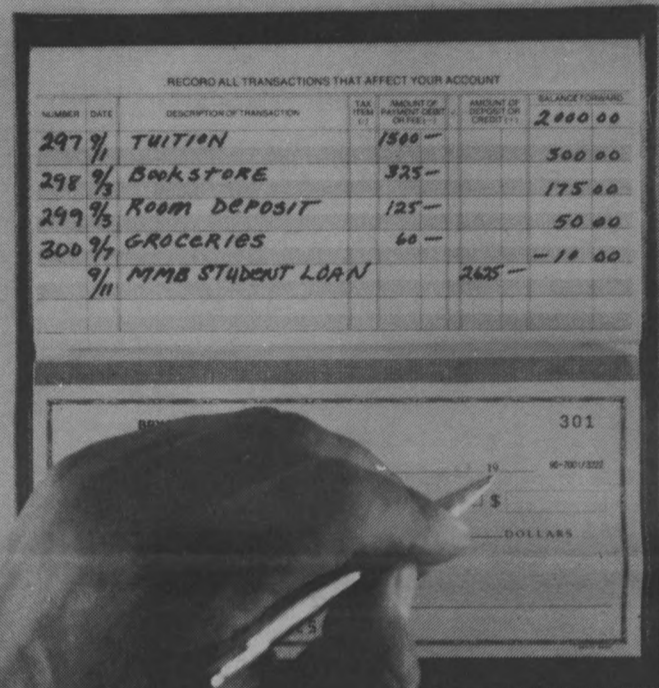 RECORD ALL TRANSACTIONS THAT AFFECT YOUR ACCOUNT
NUMBER DATE DESCRIPTION OF TRANSACTION TAX ITEM AMOUNT OF PAYMENT DEBIT OR FEE (-) AMOUNT OF DEPOSIT OR CREDIT (+) BALANCE FORWARD
2000 00
297 9/1 TUITION 1500 —
500 00
298 9/3 BOOKSTORE 325 —
175 00
299 9/3 ROOM DEPOSIT 125 —
50 00
300 9/7 GROCERIES 60 —
-10 00
9/11 MMB STUDENT LOAN 2625 —
301
19
90-7001/3222
$
DOLLARS